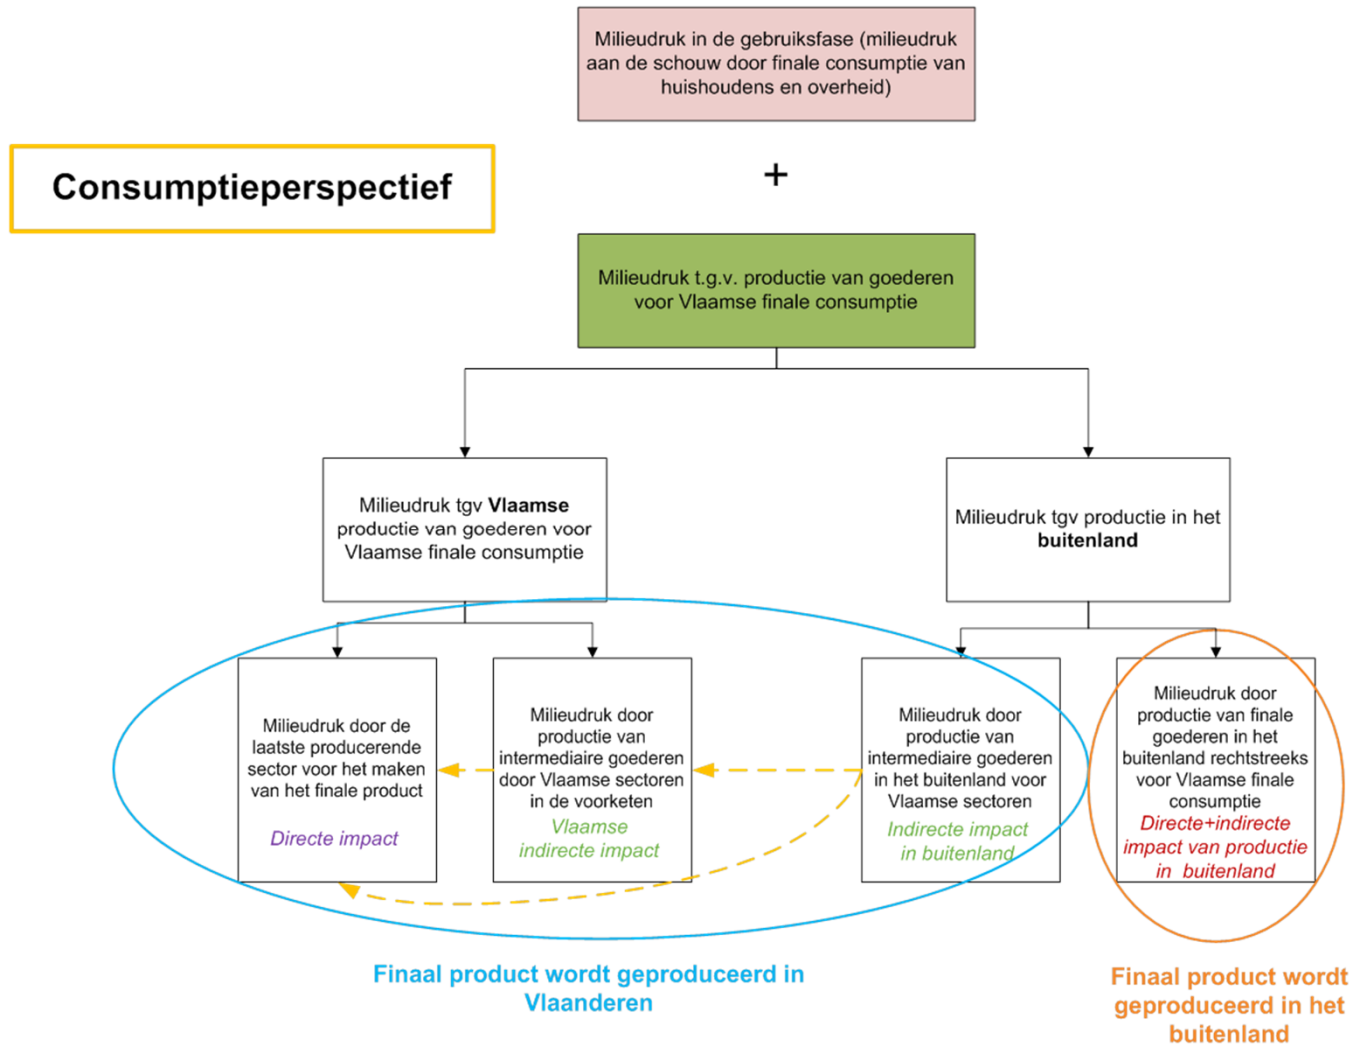 Milieudruk in de gebruiksfase (milieudruk
aan de schouw door finale consumptie van
huishoudens en overheid)
Consumptieperspectief
+
Milieudruk t.g.v. productie van goederen
voor Vlaamse finale consumptie
Milieudruk tgv Vlaamse
productie van goederen voor
Vlaamse finale consumptie
Milieudruk tgv productie in het
buitenland
Milieudruk door de
laatste producerende
sector voor het maken
van het finale product
Directe impact
Milieudruk door
productie van
intermediaire goederen
door Vlaamse sectoren
in de voorketen
Vlaamse
indirecte impact
Milieudruk door
productie van
intermediaire goederen
in het buitenland voor
Vlaamse sectoren
Indirecte impact
in buitenland
Milieudruk door
productie van finale
goederen in het
buitenland rechtstreeks
voor Vlaamse finale
consumptie
Directe+indirecte
impact van productie
in buitenland
Finaal product wordt geproduceerd in
Vlaanderen
Finaal product wordt
geproduceerd in het
buitenland